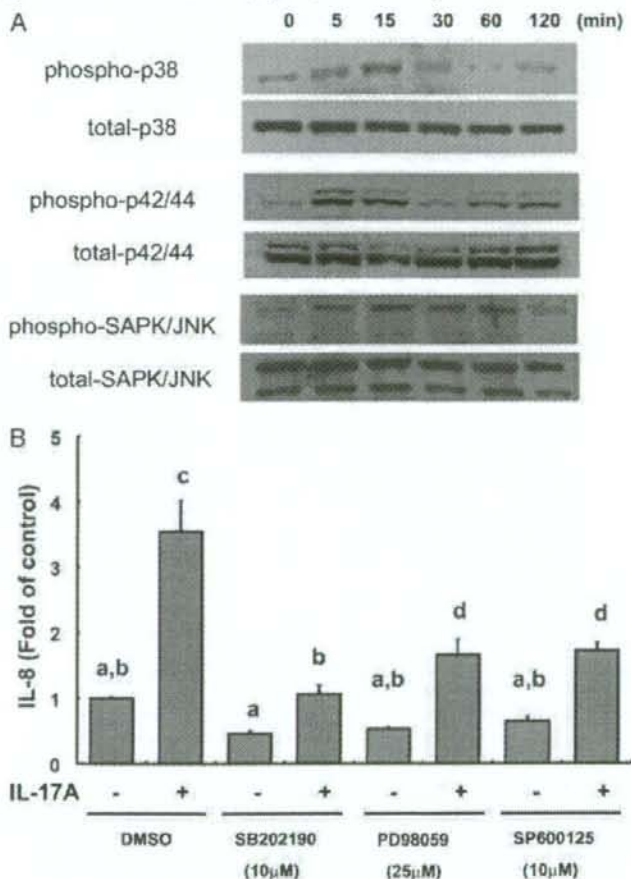 A
0 5 15 30 60 120 (min)
phospho-p38
total-p38
phospho-p42/44
total-p42/44
phospho-SAPK/JNK
total-SAPK/JNK
B
IL-8 (Fold of control)
5
4
3
2
1
0
a,b c a b a,b d a,b d
IL-17A - + - + - + - +
DMSO SB202190 PD98059 SP600125
(10μM) (25μM) (10μM)